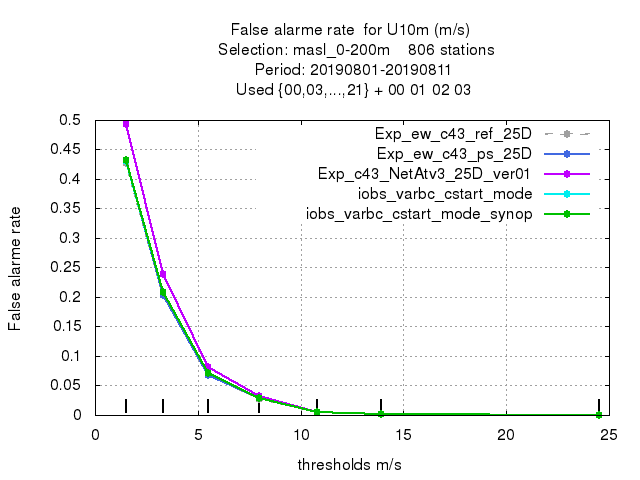 False alarme rate  for U10m (m/s)
Selection: masl_0-200m    806 stations
Period: 20190801-20190811
Used {00,03,...,21} + 00 01 02 03
Exp_ew_c43_ref_25D
Exp_ew_c43_ps_25D
Exp_c43_NetAtv3_25D_ver01
iobs_varbc_cstart_mode
iobs_varbc_cstart_mode_synop
False alarme rate
0.5
0.45
0.4
0.35
0.3
0.25
0.2
0.15
0.1
0.05
0
0 5 10 15 20 25
thresholds m/s